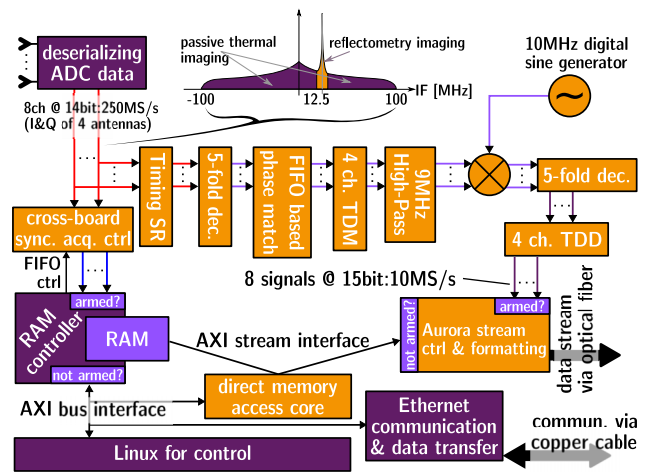 deserializing
ADC data
8ch @ 14bit:250MS/s
(I&Q of 4 antennas)
passive thermal
imaging
reflectometry imaging
-100
12.5
100
IF [MHz]
10MHz digital
sine generator
~
Timing SR
5-fold dec.
FIFO based
phase match
4 ch. TDM
9MHz
High-Pass
5-fold dec.
4 ch. TDD
cross-board
sync. acq. ctrl
FIFO
ctrl
8 signals @ 15bit:10MS/s
armed?
RAM
controller
RAM
not armed?
AXI stream interface
armed?
not armed?
Aurora stream
ctrl & formatting
data stream
via optical fiber
direct memory
access core
AXI bus interface
Linux for control
Ethernet
communication
& data transfer
commun. via
copper cable